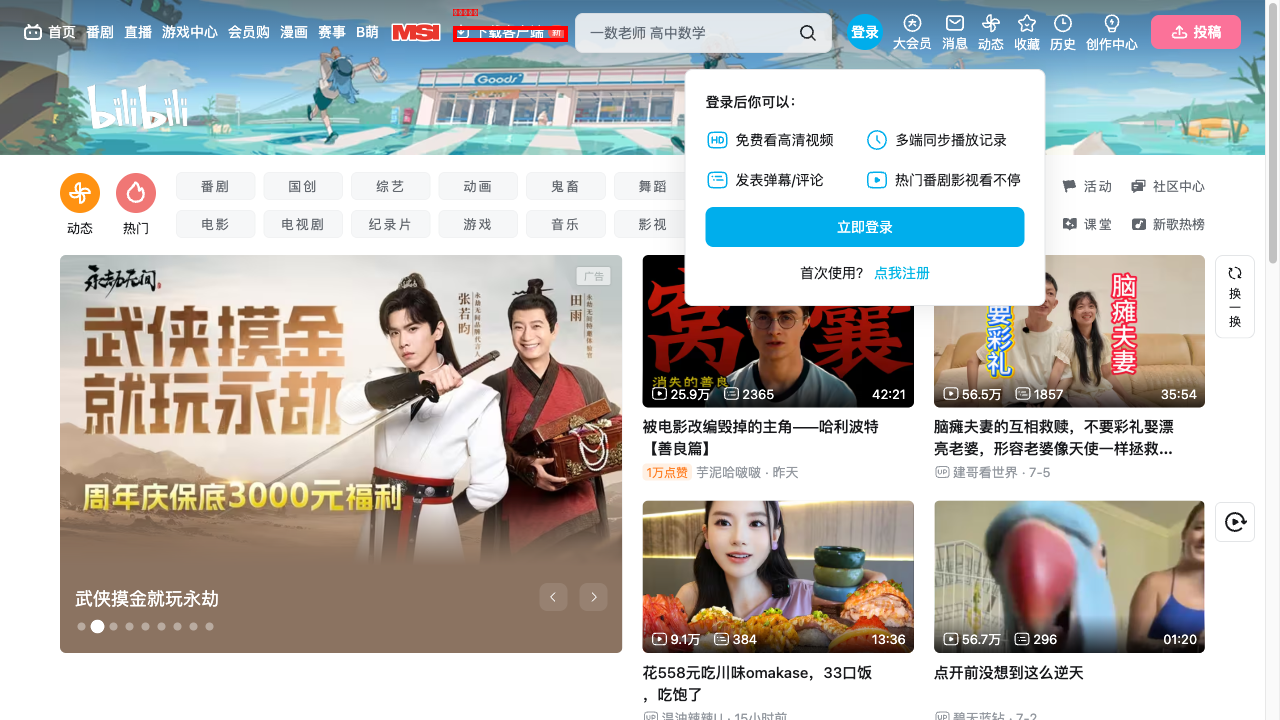 首页 番剧 直播 游戏中心 会员购 漫画 赛事 B萌 MSI 下载客户端 新 一数老师 高中数学 登录 大会员 消息 动态 收藏 历史 创作中心 投稿
Goods
bilibili
登录后你可以：
免费看高清视频 多端同步播放记录
发表弹幕/评论 热门番剧影视看不停
立即登录
首次使用？ 点我注册
动态 热门
番剧 国创 综艺 动画 鬼畜 舞蹈 活动 社区中心
电影 电视剧 纪录片 游戏 音乐 影视 课堂 新歌热榜
永劫无间
广告
张若昀
田雨
武侠摸金
就玩永劫
周年庆保底3000元福利
武侠摸金就玩永劫
窝囊
消失的善良
25.9万 2365 42:21
被电影改编毁掉的主角——哈利波特
【善良篇】
1万点赞 芋泥哈啵啵 · 昨天
要彩礼
脑瘫夫妻
56.5万 1857 35:54
脑瘫夫妻的互相救赎，不要彩礼娶漂
亮老婆，形容老婆像天使一样拯救...
UP 建哥看世界 · 7-5
换一换
9.1万 384 13:36
花558元吃川味omakase，33口饭
，吃饱了
UP 温油辣辣U · 15小时前
56.7万 296 01:20
点开前没想到这么逆天
UP 碧天蓝钻 · 7-2